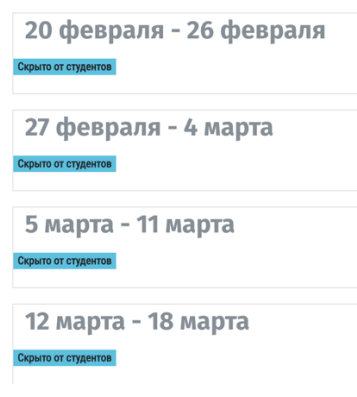 20 февраля - 26 февраля
Скрыто от студентов
27 февраля - 4 марта
Скрыто от студентов
5 марта - 11 марта
Скрыто от студентов
12 марта - 18 марта
Скрыто от студентов